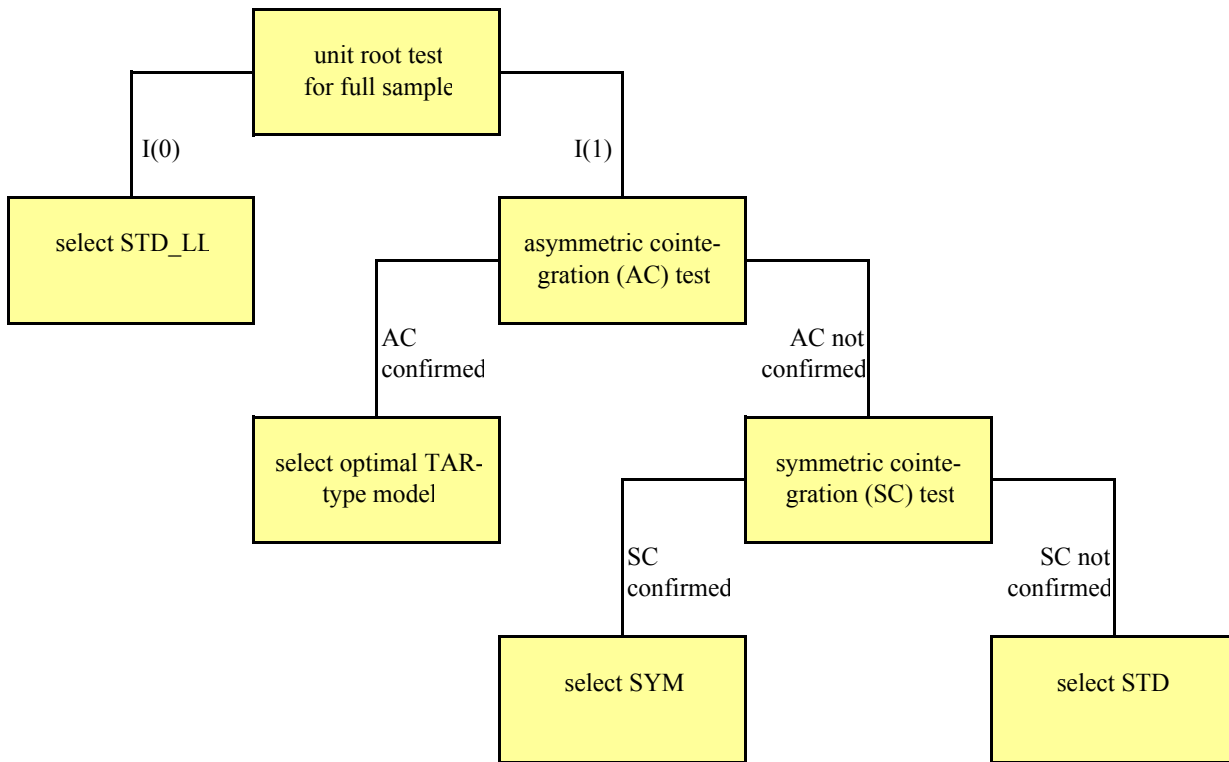 unit root test
for full sample
I(0)
I(1)
select STD_LL
asymmetric cointe-
gration (AC) test
AC
confirmed
AC not
confirmed
select optimal TAR-
type model
symmetric cointe-
gration (SC) test
SC
confirmed
SC not
confirmed
select SYM
select STD